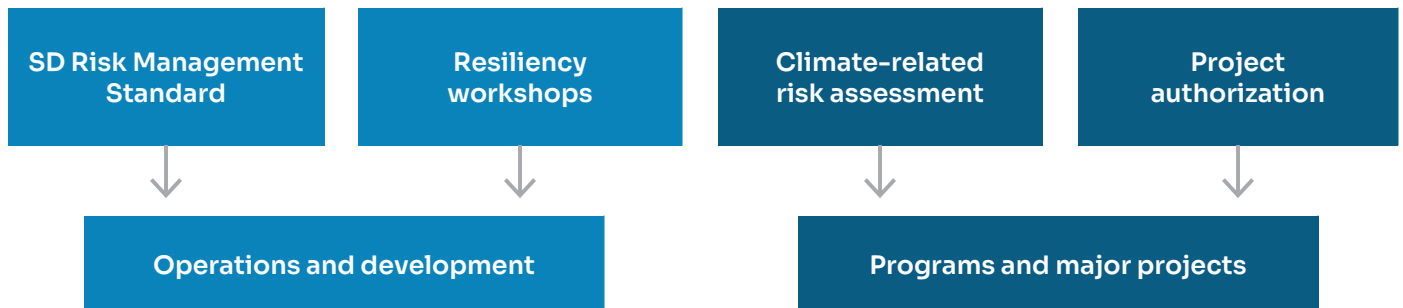 SD Risk Management
Standard
Resiliency
workshops
Climate-related
risk assessment
Project
authorization
Operations and development
Programs and major projects